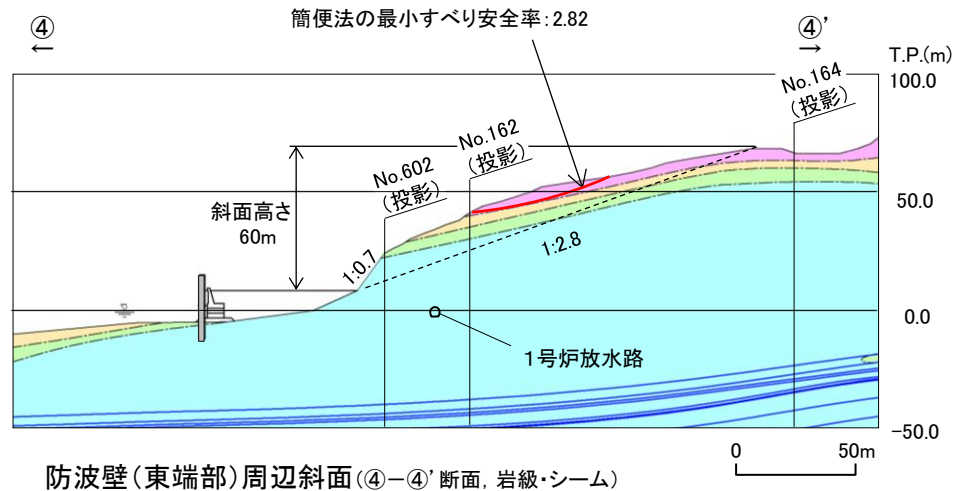 簡便法の最小すべり安全率:2.82
④
←
④’
→
T.P.(m)
100.0
No.164
(投影)
No.162
(投影)
No.602
(投影)
50.0
斜面高さ
60m
1:0.7
1:2.8
0.0
1号炉放水路
-50.0
0
50m
防波壁(東端部)周辺斜面(④-④’断面, 岩級・シーム)